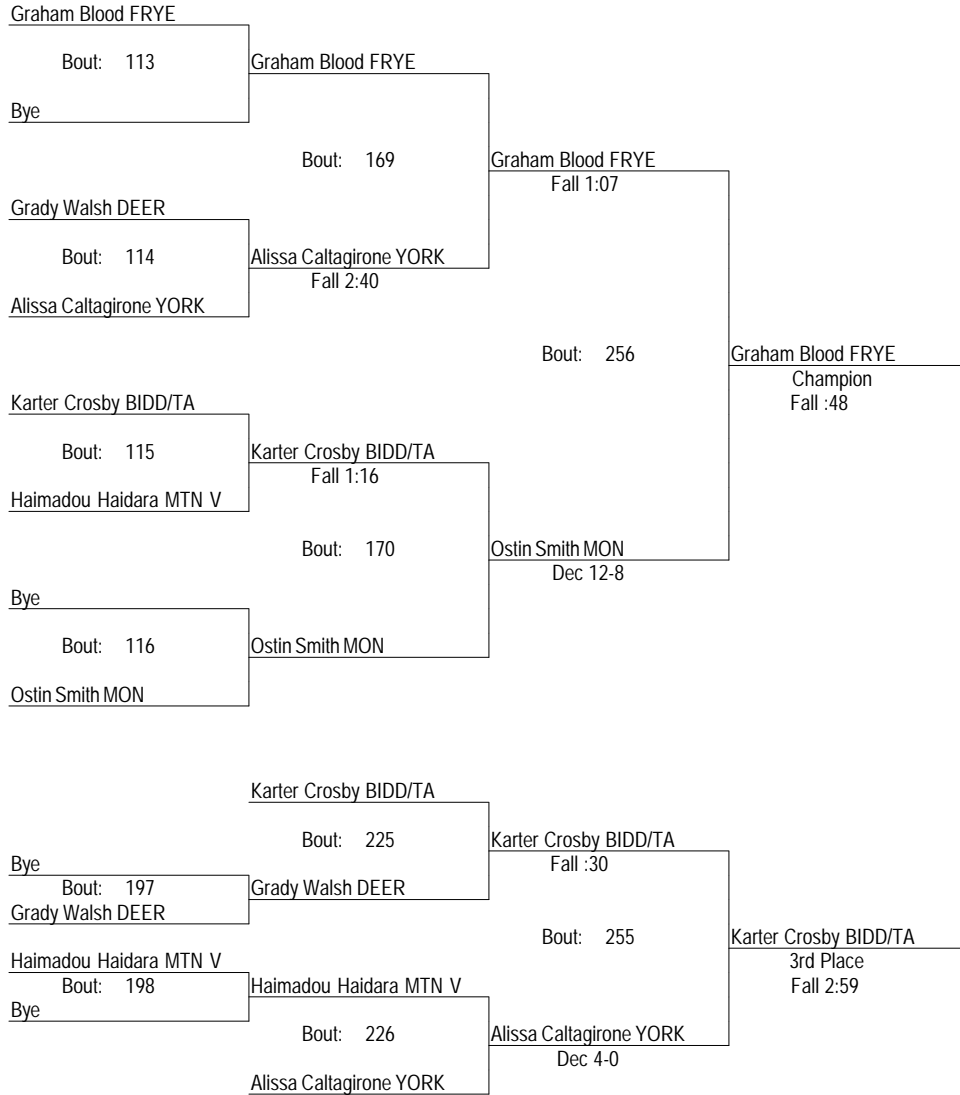 Graham Blood FRYE
Bout: 113 Graham Blood FRYE
Bye
Bout: 169 Graham Blood FRYE
Fall 1:07
Grady Walsh DEER
Bout: 114 Alissa Caltagirone YORK
Fall 2:40
Alissa Caltagirone YORK
Bout: 256 Graham Blood FRYE
Champion
Fall :48
Karter Crosby BIDD/TA
Bout: 115 Karter Crosby BIDD/TA
Fall 1:16
Haimadou Haidara MTN V
Bout: 170 Ostin Smith MON
Dec 12-8
Bye
Bout: 116 Ostin Smith MON
Ostin Smith MON
Karter Crosby BIDD/TA
Bout: 225 Karter Crosby BIDD/TA
Fall :30
Bye
Bout: 197 Grady Walsh DEER
Grady Walsh DEER
Bout: 255 Karter Crosby BIDD/TA
3rd Place
Fall 2:59
Haimadou Haidara MTN V
Bout: 198 Haimadou Haidara MTN V
Bye
Bout: 226 Alissa Caltagirone YORK
Dec 4-0
Alissa Caltagirone YORK